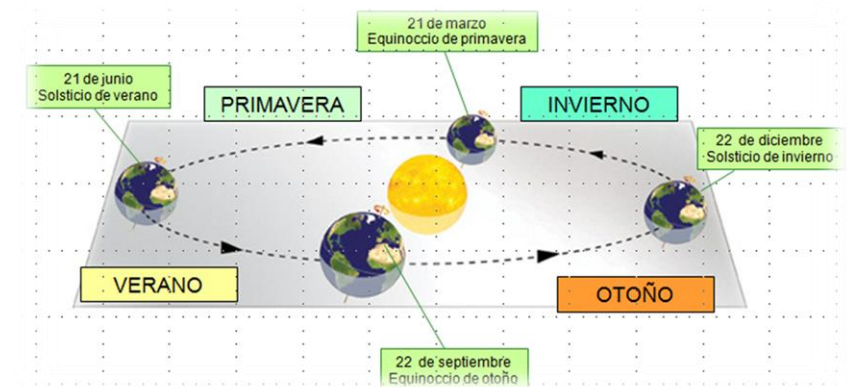 21 de marzo
Equinoccio de primavera
21 de junio
Solsticio de verano
PRIMAVERA
INVIERNO
22 de diciembre
Solsticio de invierno
VERANO
OTOÑO
22 de septiembre
Equinoccio de otoño